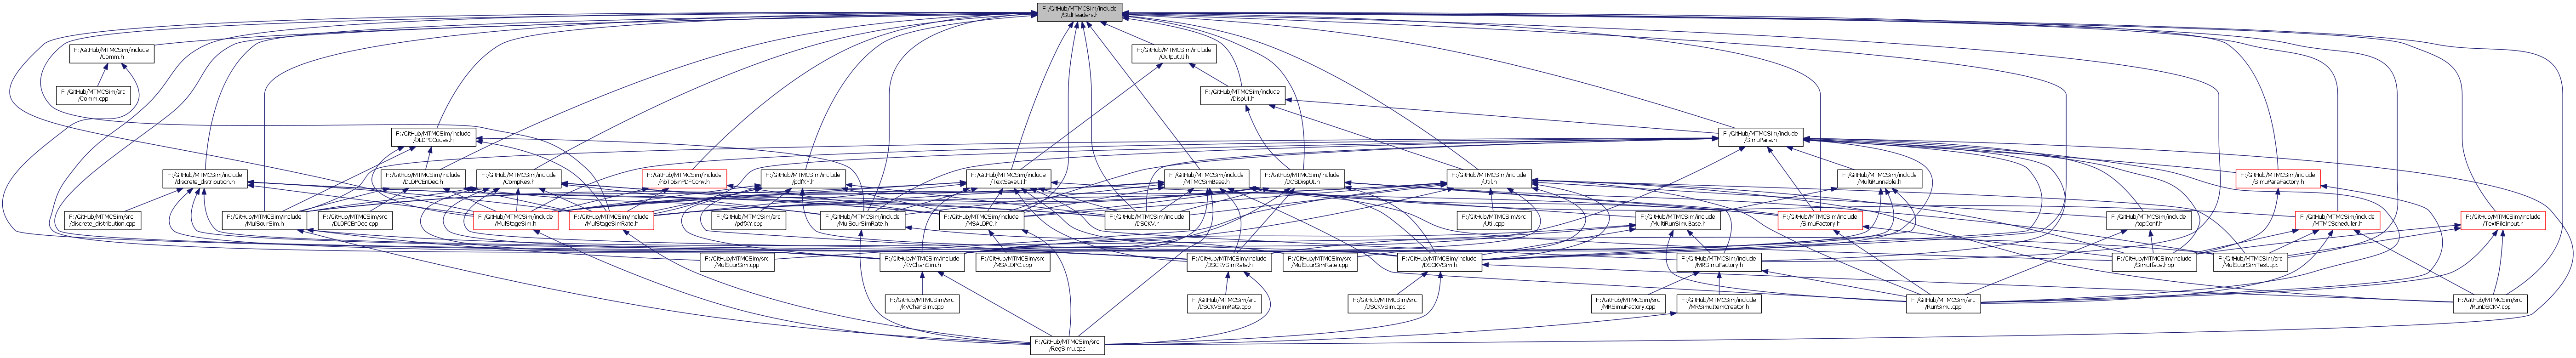 F:/GitHub/MTMCSim/include
/StdHeaders.h
F:/GitHub/MTMCSim/include
/Comm.h
F:/GitHub/MTMCSim/include
/OutputUI.h
F:/GitHub/MTMCSim/src
/Comm.cpp
F:/GitHub/MTMCSim/include
/DispUI.h
F:/GitHub/MTMCSim/include
/DLDPCCodes.h
F:/GitHub/MTMCSim/include
/SimuPara.h
F:/GitHub/MTMCSim/include
/discrete_distribution.h
F:/GitHub/MTMCSim/include
/DLDPCEnDec.h
F:/GitHub/MTMCSim/include
/CompRes.h
F:/GitHub/MTMCSim/include
/nbToBinPDFConv.h
F:/GitHub/MTMCSim/include
/pdfXY.h
F:/GitHub/MTMCSim/include
/TextSaveUI.h
F:/GitHub/MTMCSim/include
/MTMCSimBase.h
F:/GitHub/MTMCSim/include
/DOSDispUI.h
F:/GitHub/MTMCSim/include
/Util.h
F:/GitHub/MTMCSim/include
/MultRunnable.h
F:/GitHub/MTMCSim/include
/SimuParaFactory.h
F:/GitHub/MTMCSim/src
/discrete_distribution.cpp
F:/GitHub/MTMCSim/include
/MulSourSim.h
F:/GitHub/MTMCSim/src
/DLDPCEnDec.cpp
F:/GitHub/MTMCSim/include
/MulStageSim.h
F:/GitHub/MTMCSim/include
/MulStageSimRate.h
F:/GitHub/MTMCSim/src
/pdfXY.cpp
F:/GitHub/MTMCSim/include
/MulSourSimRate.h
F:/GitHub/MTMCSim/include
/MSALDPC.h
F:/GitHub/MTMCSim/include
/DSCKV.h
F:/GitHub/MTMCSim/src
/Util.cpp
F:/GitHub/MTMCSim/include
/MultRunSimuBase.h
F:/GitHub/MTMCSim/include
/SimuFactory.h
F:/GitHub/MTMCSim/include
/topConf.h
F:/GitHub/MTMCSim/include
/MTMCScheduler.h
F:/GitHub/MTMCSim/include
/TextFileInput.h
F:/GitHub/MTMCSim/src
/MulSourSim.cpp
F:/GitHub/MTMCSim/include
/KVChanSim.h
F:/GitHub/MTMCSim/src
/MSALDPC.cpp
F:/GitHub/MTMCSim/include
/DSCKVSimRate.h
F:/GitHub/MTMCSim/src
/MulSourSimRate.cpp
F:/GitHub/MTMCSim/include
/DSCKVSim.h
F:/GitHub/MTMCSim/include
/MRSimuFactory.h
F:/GitHub/MTMCSim/include
/SimuIface.hpp
F:/GitHub/MTMCSim/src
/MulSourSimTest.cpp
F:/GitHub/MTMCSim/src
/KVChanSim.cpp
F:/GitHub/MTMCSim/src
/DSCKVSimRate.cpp
F:/GitHub/MTMCSim/src
/DSCKVSim.cpp
F:/GitHub/MTMCSim/src
/MRSimuFactory.cpp
F:/GitHub/MTMCSim/include
/MRSimuItemCreator.h
F:/GitHub/MTMCSim/src
/RunSimu.cpp
F:/GitHub/MTMCSim/src
/RunDSCKV.cpp
F:/GitHub/MTMCSim/src
/RegSimu.cpp